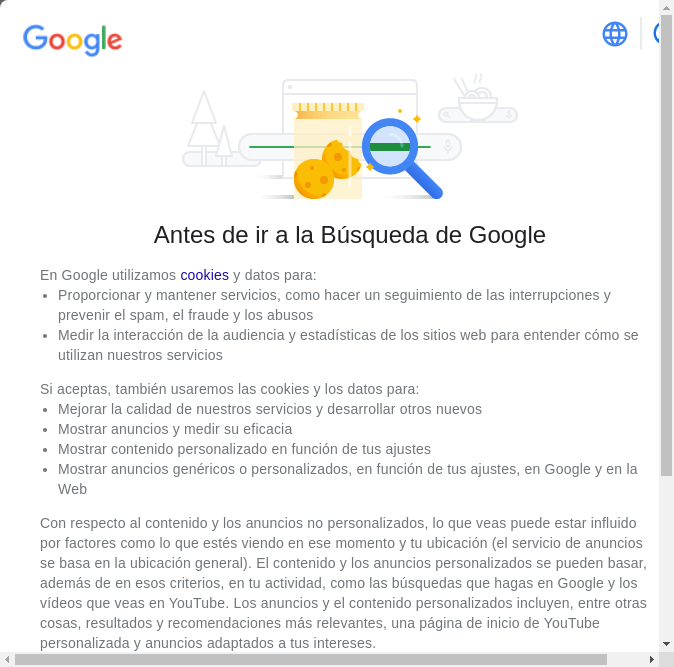 Google
Antes de ir a la Búsqueda de Google
En Google utilizamos cookies y datos para:
• Proporcionar y mantener servicios, como hacer un seguimiento de las interrupciones y
prevenir el spam, el fraude y los abusos
• Medir la interacción de la audiencia y estadísticas de los sitios web para entender cómo se
utilizan nuestros servicios
Si aceptas, también usaremos las cookies y los datos para:
• Mejorar la calidad de nuestros servicios y desarrollar otros nuevos
• Mostrar anuncios y medir su eficacia
• Mostrar contenido personalizado en función de tus ajustes
• Mostrar anuncios genéricos o personalizados, en función de tus ajustes, en Google y en la
Web
Con respecto al contenido y los anuncios no personalizados, lo que veas puede estar influido
por factores como lo que estés viendo en ese momento y tu ubicación (el servicio de anuncios
se basa en la ubicación general). El contenido y los anuncios personalizados se pueden basar,
además de en esos criterios, en tu actividad, como las búsquedas que hagas en Google y los
vídeos que veas en YouTube. Los anuncios y el contenido personalizados incluyen, entre otras
cosas, resultados y recomendaciones más relevantes, una página de inicio de YouTube
personalizada y anuncios adaptados a tus intereses.